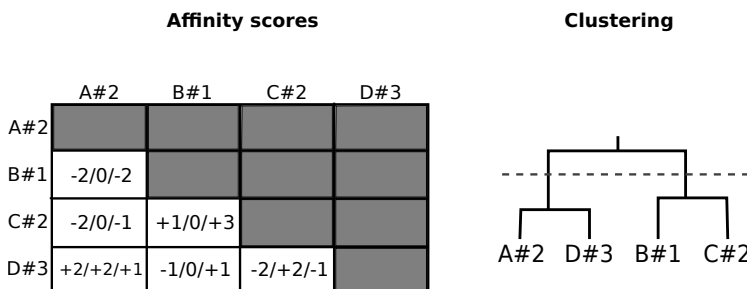 Affinity scores Clustering
A#2 B#1 C#2 D#3
A#2
B#1 -2/0/-2
C#2 -2/0/-1 +1/0/+3
D#3 +2/+2/+1 -1/0/+1 -2/+2/-1
A#2 D#3 B#1 C#2